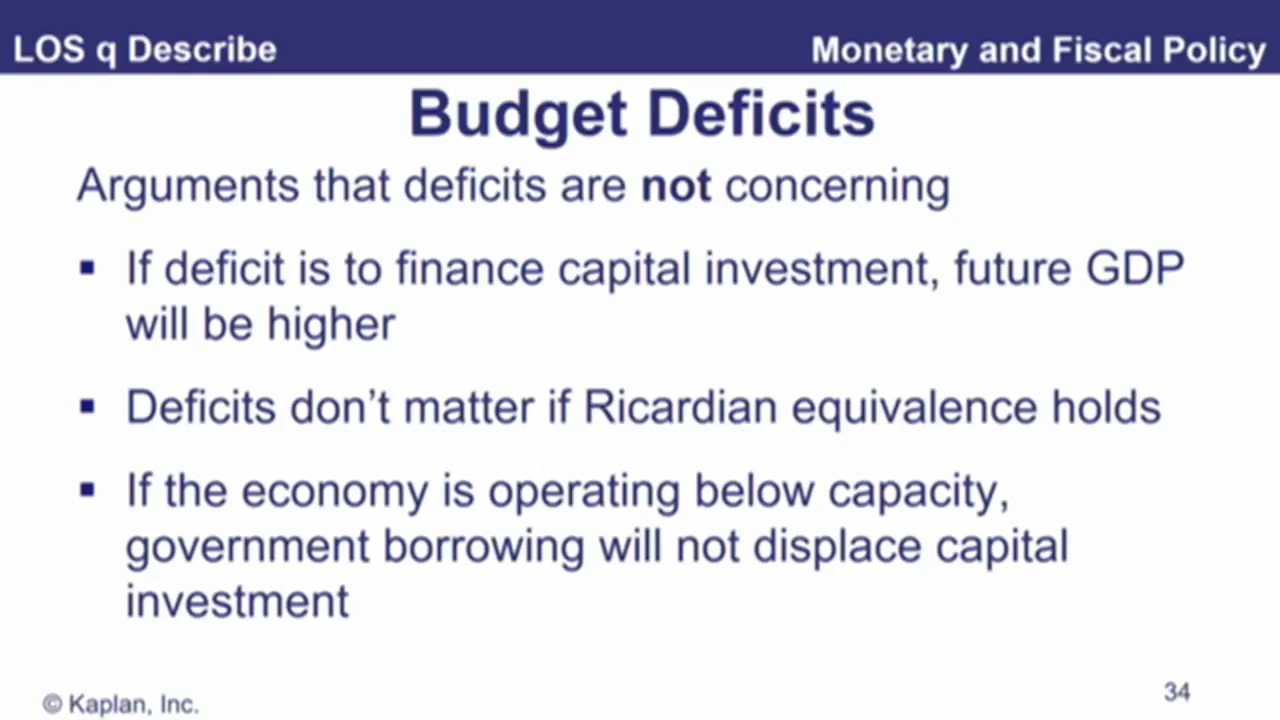 LOS q Describe
Monetary and Fiscal Policy
Budget Deficits
Arguments that deficits are not concerning
▪ If deficit is to finance capital investment, future GDP
will be higher
▪ Deficits don’t matter if Ricardian equivalence holds
▪ If the economy is operating below capacity,
government borrowing will not displace capital
investment
© Kaplan, Inc.
34